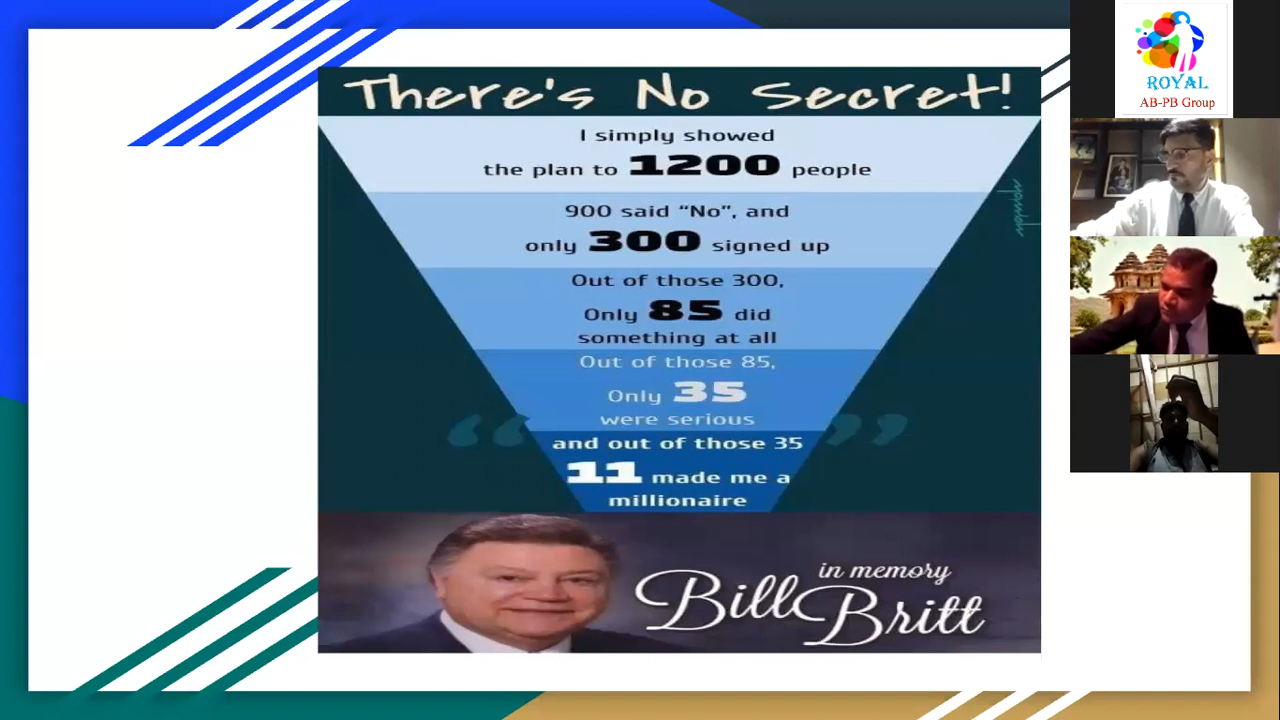 There's No Secret!
I simply showed
the plan to 1200 people
900 said “No”, and
only 300 signed up
Out of those 300,
Only 85 did
something at all
Out of those 85,
Only 35
were serious
and out of those 35
11 made me a
millionaire
in memory
Bill Britt
ROYAL
AB-PB Group